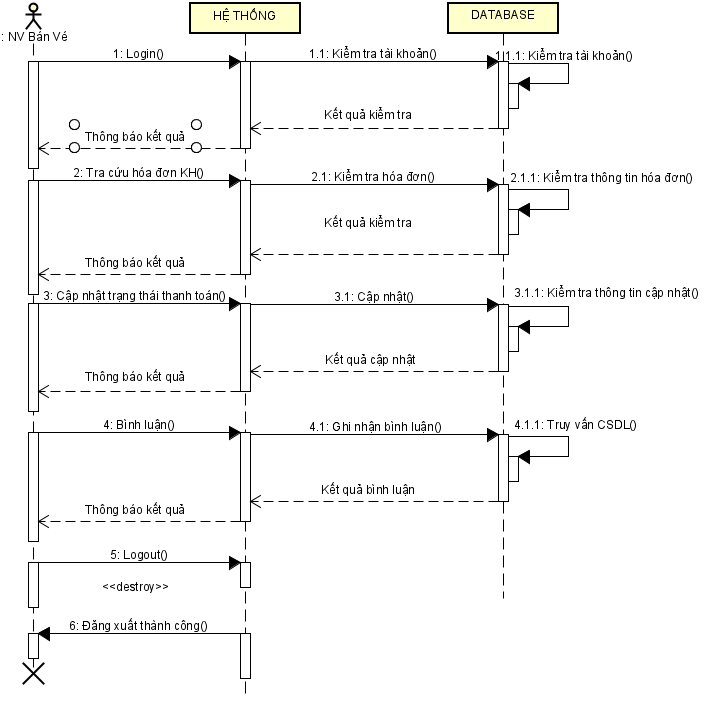 HỆ THỐNG
DATABASE
: NV Bán Vé
1: Login()
1.1: Kiểm tra tài khoản()
1.1.1: Kiểm tra tài khoản()
Kết quả kiểm tra
Thông báo kết quả
2: Tra cứu hóa đơn KH()
2.1: Kiểm tra hóa đơn()
2.1.1: Kiểm tra thông tin hóa đơn()
Kết quả kiểm tra
Thông báo kết quả
3: Cập nhật trạng thái thanh toán()
3.1: Cập nhật()
3.1.1: Kiểm tra thông tin cập nhật()
Kết quả cập nhật
Thông báo kết quả
4: Bình luận()
4.1: Ghi nhận bình luận()
4.1.1: Truy vấn CSDL()
Kết quả bình luận
Thông báo kết quả
5: Logout()
<<destroy>>
6: Đăng xuất thành công()